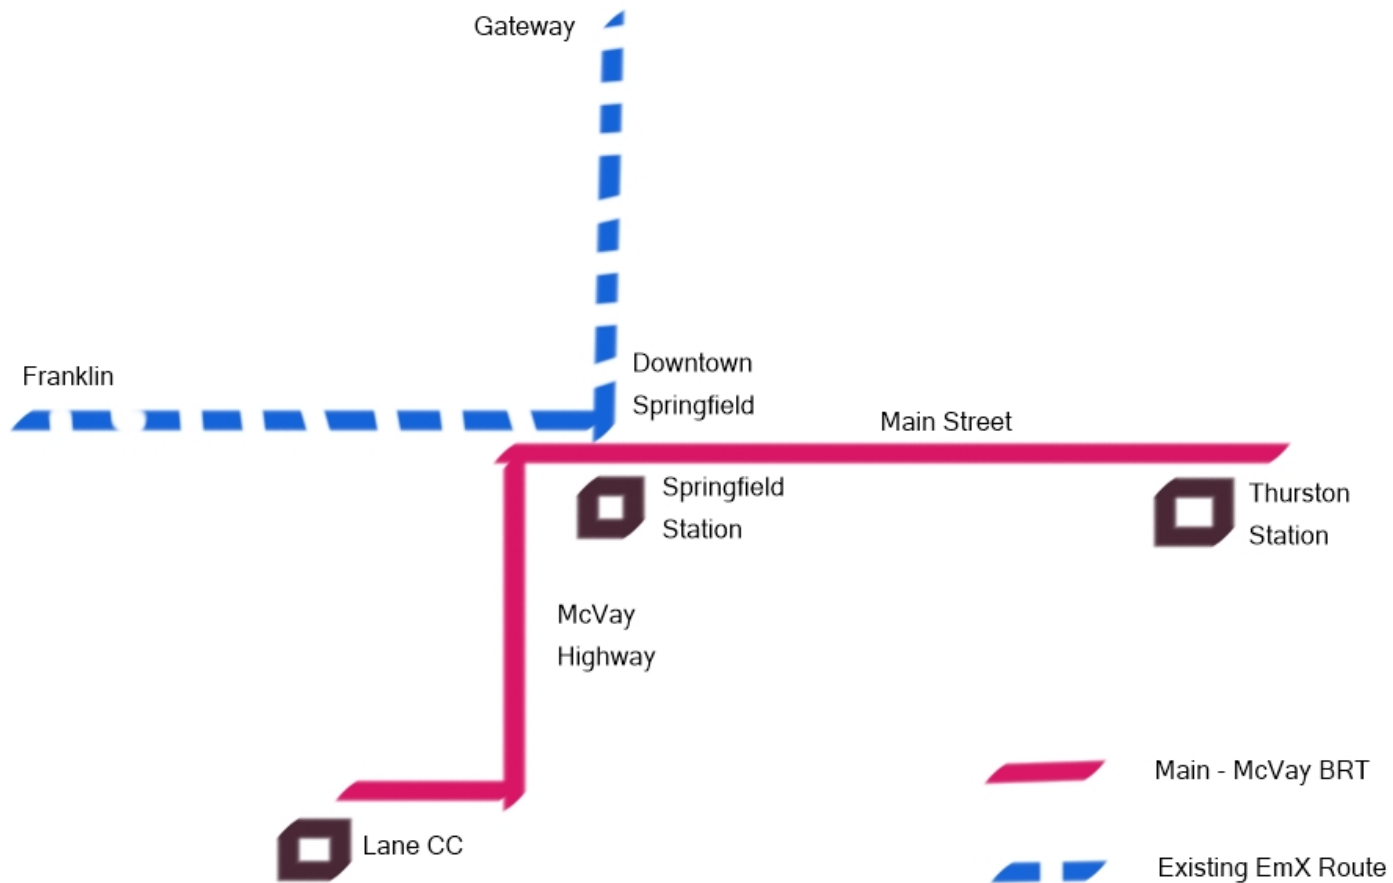 Gateway
Franklin
Downtown
Springfield
Main Street
Springfield
Station
Thurston
Station
McVay
Highway
Main - McVay BRT
Lane CC
Existing EmX Route